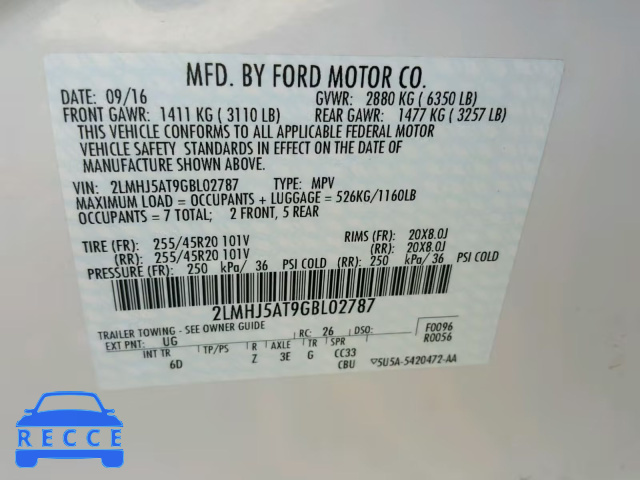 MFD. BY FORD MOTOR CO.
DATE: 09/16 GVWR: 2880 KG ( 6350 LB)
FRONT GAWR: 1411 KG ( 3110 LB) REAR GAWR: 1477 KG ( 3257 LB)
THIS VEHICLE CONFORMS TO ALL APPLICABLE FEDERAL MOTOR
VEHICLE SAFETY STANDARDS IN EFFECT ON THE DATE OF
MANUFACTURE SHOWN ABOVE.
VIN: 2LMHJ5AT9GBL02787 TYPE: MPV
MAXIMUM LOAD = OCCUPANTS + LUGGAGE = 526KG/1160LB
OCCUPANTS = 7 TOTAL; 2 FRONT, 5 REAR
TIRE (FR): 255/45R20 101V RIMS (FR): 20X8.0J
(RR): 255/45R20 101V (RR): 20X8.0J
PRESSURE (FR): 250 kPa/ 36 PSI COLD (RR): 250 kPa/ 36 PSI COLD
2LMHJ5AT9GBL02787
TRAILER TOWING - SEE OWNER GUIDE
EXT PNT: UG RC: 26 F0096
INT TR TP/PS R AXLE TR SPR R0056
6D Z 3E G CC33
CBU 5U5A-5420472-AA
RECCE